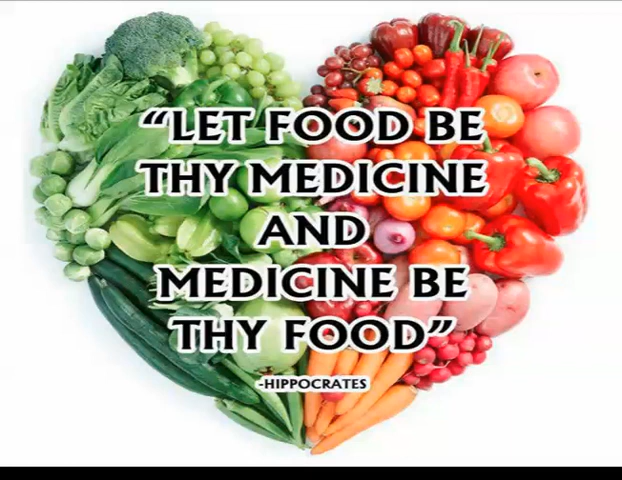 “LET FOOD BE
THY MEDICINE
AND
MEDICINE BE
THY FOOD”
-HIPPOCRATES